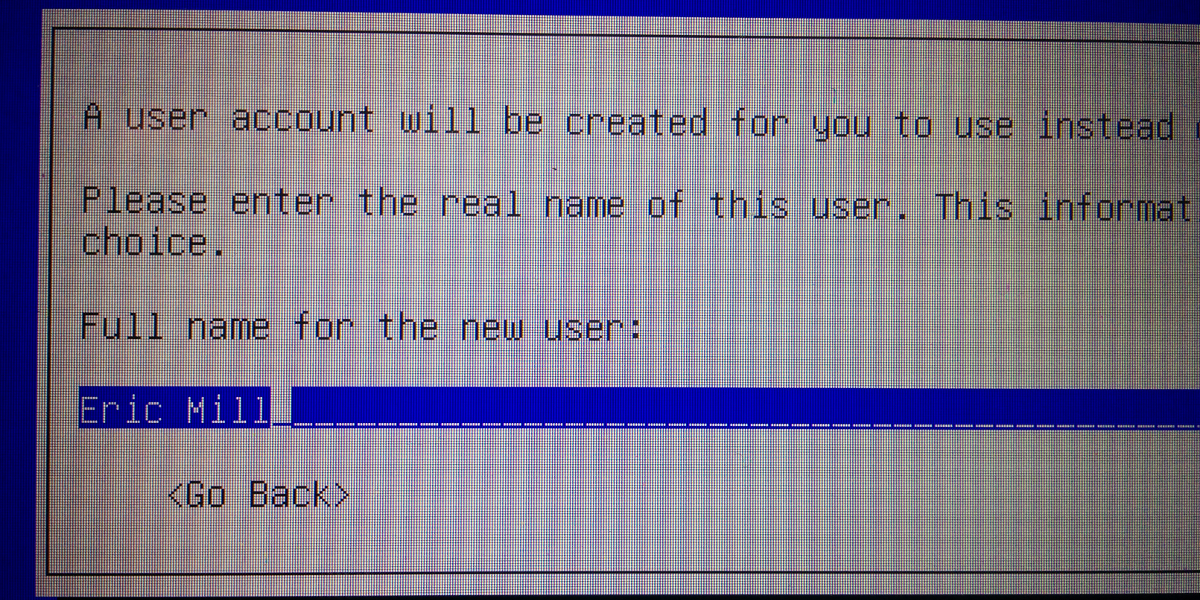 A user account will be created for you to use instead
Please enter the real name of this user. This informat
choice.
Full name for the new user:
Eric Mill
<Go Back>